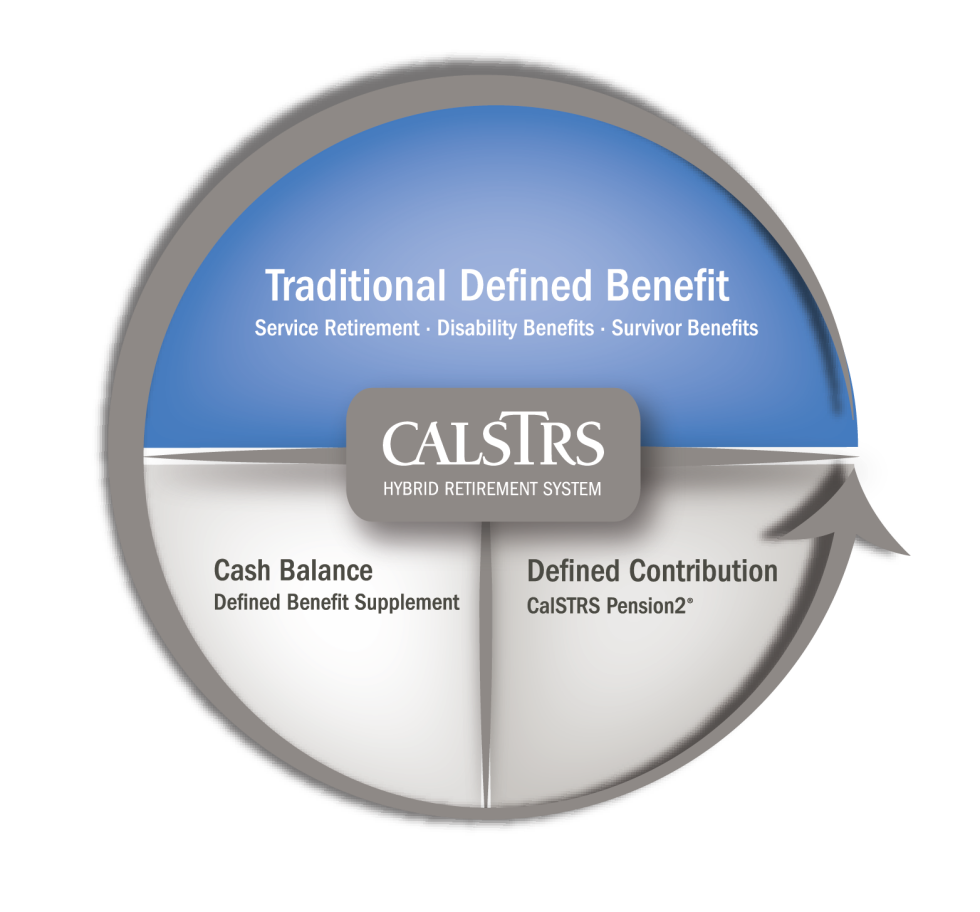 Traditional Defined Benefit
Service Retirement · Disability Benefits · Survivor Benefits
CALSTRS
HYBRID RETIREMENT SYSTEM
Cash Balance
Defined Benefit Supplement
Defined Contribution
CalSTRS Pension2®